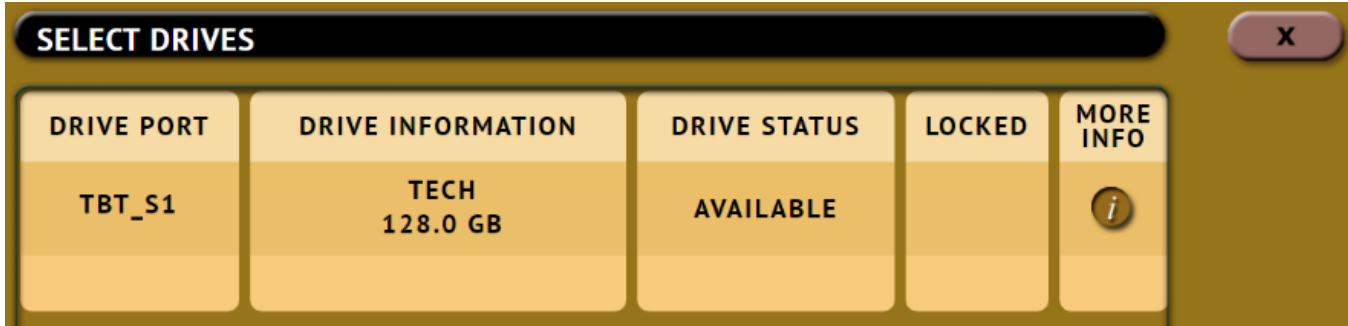 SELECT DRIVES
X
DRIVE PORT
DRIVE INFORMATION
DRIVE STATUS
LOCKED
MORE
INFO
TBT_S1
TECH
128.0 GB
AVAILABLE
i